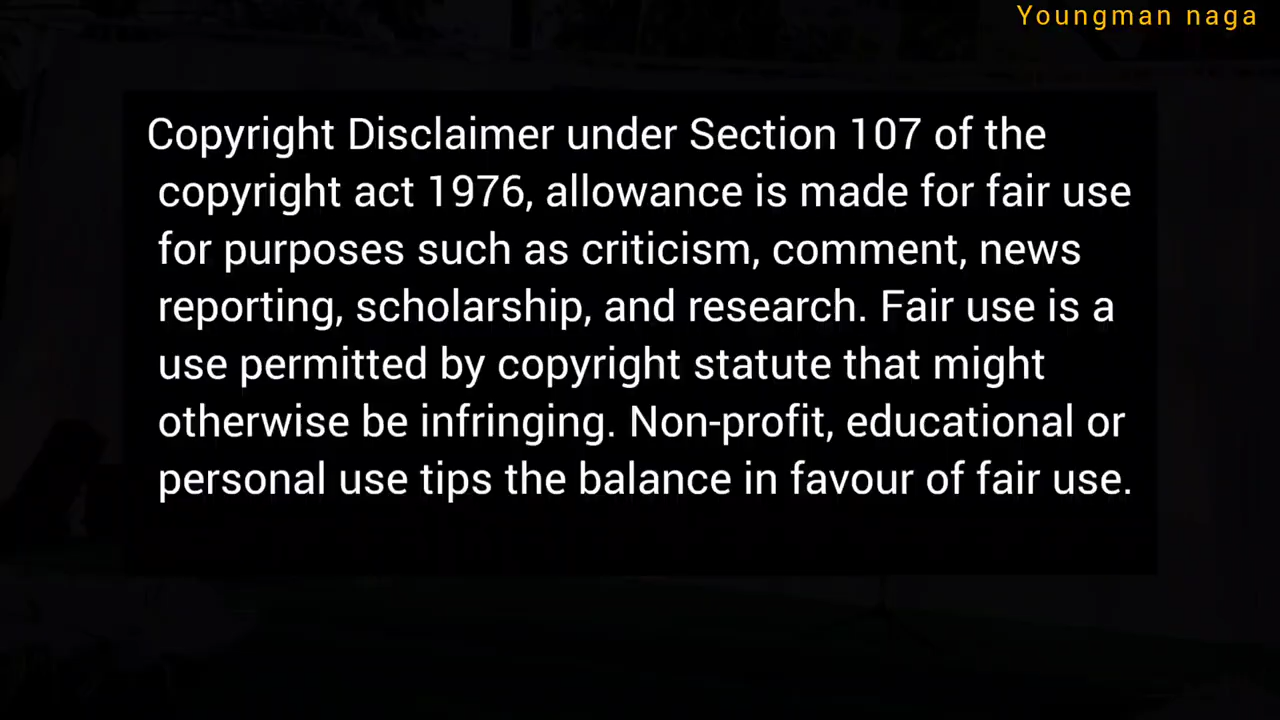 Youngman naga
Copyright Disclaimer under Section 107 of the
copyright act 1976, allowance is made for fair use
for purposes such as criticism, comment, news
reporting, scholarship, and research. Fair use is a
use permitted by copyright statute that might
otherwise be infringing. Non-profit, educational or
personal use tips the balance in favour of fair use.